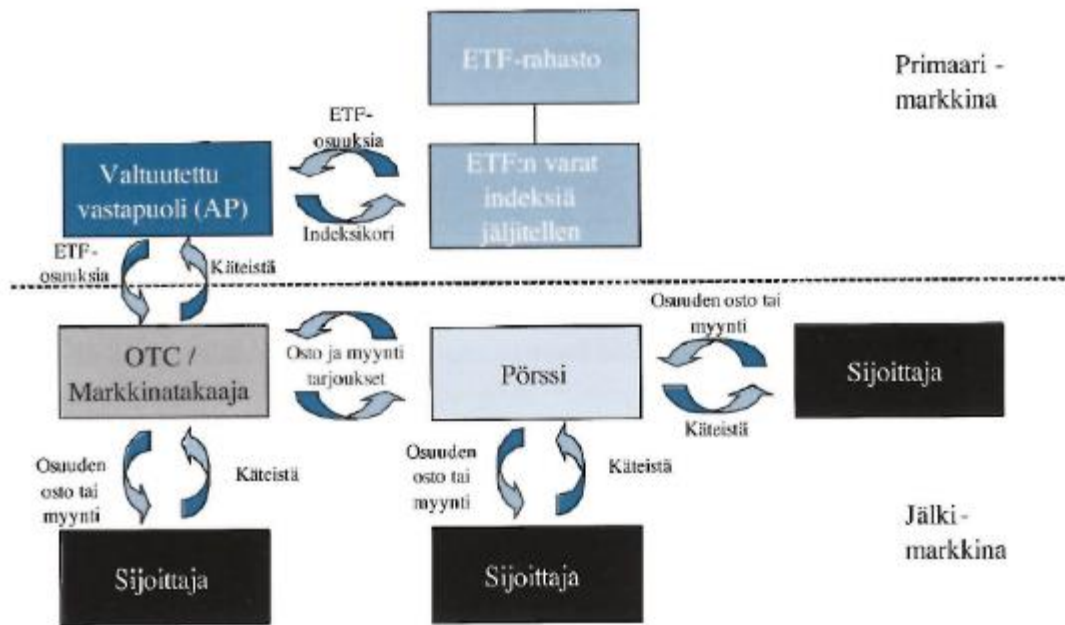 ETF-rahasto
Primaari -
markkina
ETF-
osuuksia
Valtuutettu
vastapuoli (AP)
ETF:n varat
indeksiä
jäljitellen
Indeksikori
ETF-
osuuksia
Käteistä
Osuuden osto tai
myynti
OTC /
Markkinatakaaja
Osto ja myynti
tarjoukset
Pörssi
Sijoittaja
Käteistä
Osuuden
osto tai
myynti
Käteistä
Osuuden
osto tai
myynti
Käteistä
Jälki -
markkina
Sijoittaja
Sijoittaja